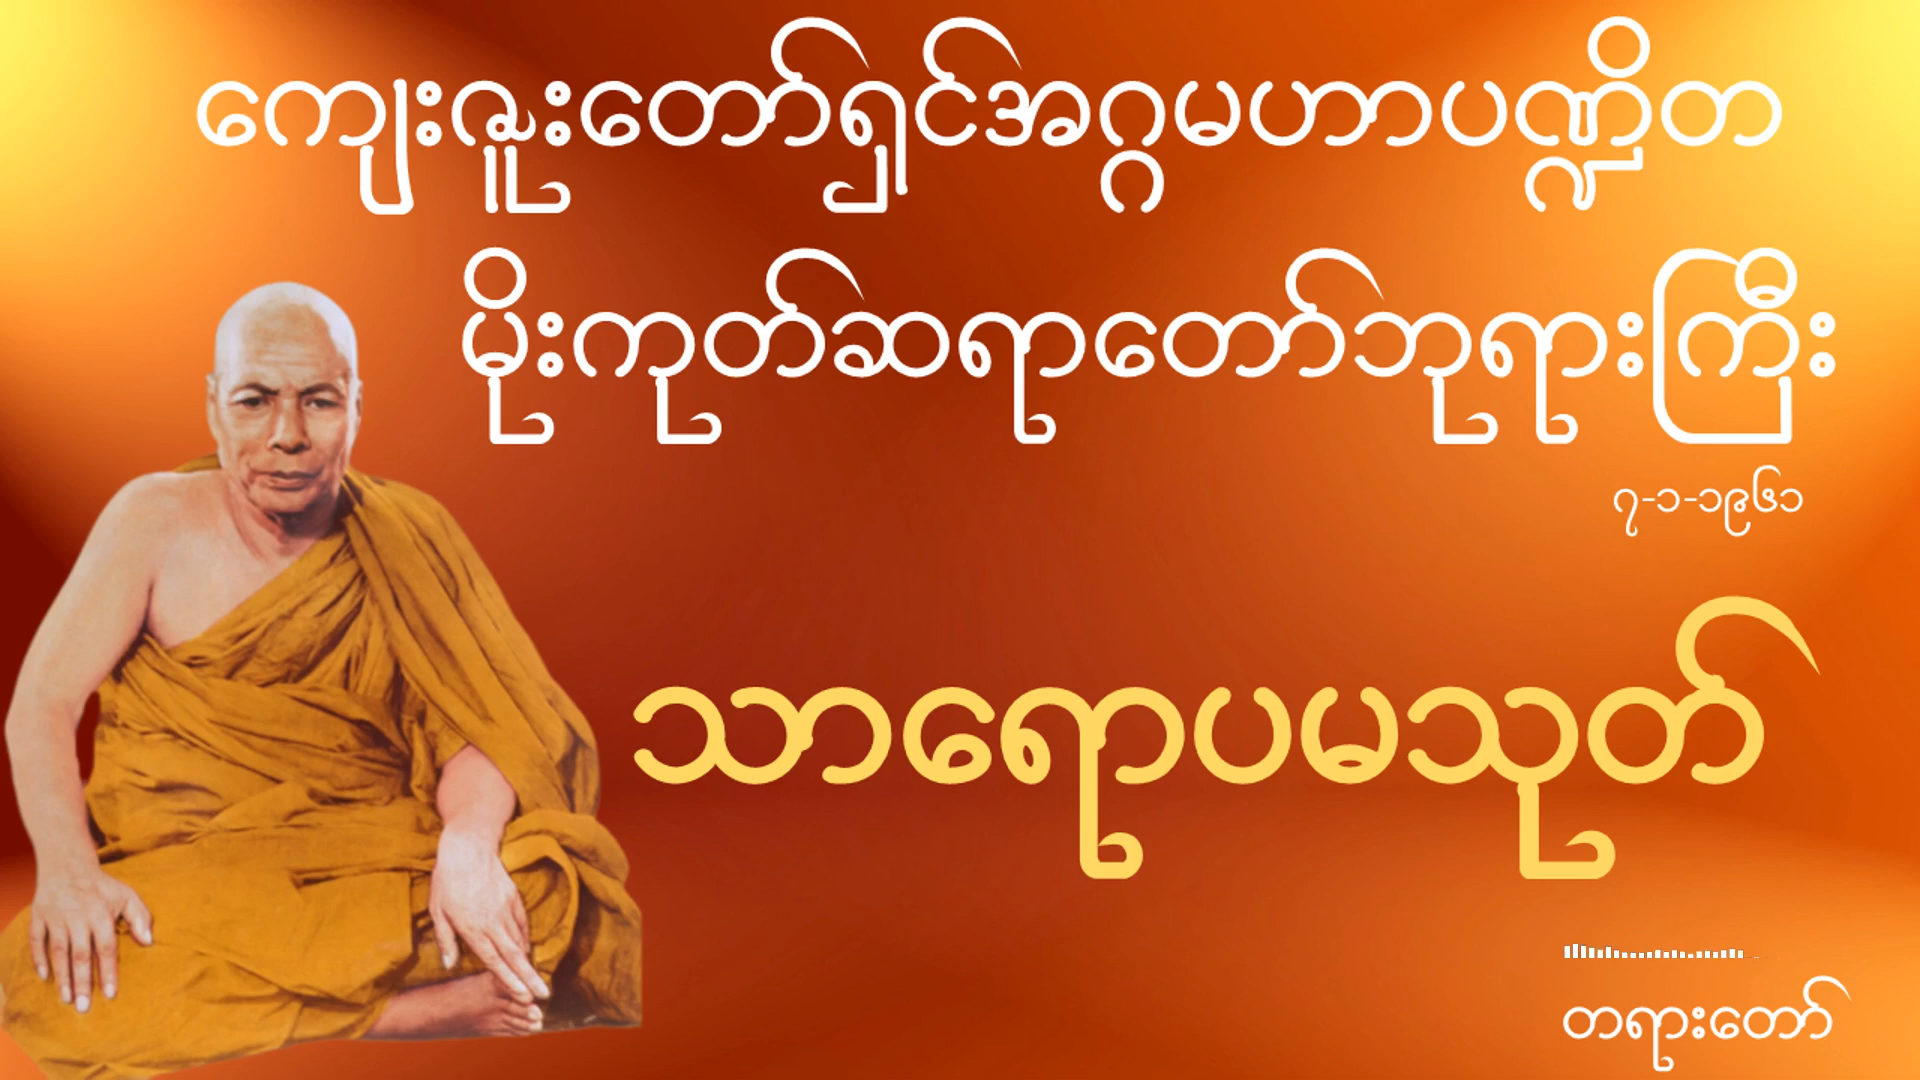 ကျေးဇူးတော်ရှင်အဂ္ဂမဟာပဏ္ဍိတ
မိုးကုတ်ဆရာတော်ဘုရားကြီး
၇-၁-၁၉၆၁
သာရောပမသုတ်
တရားတော်